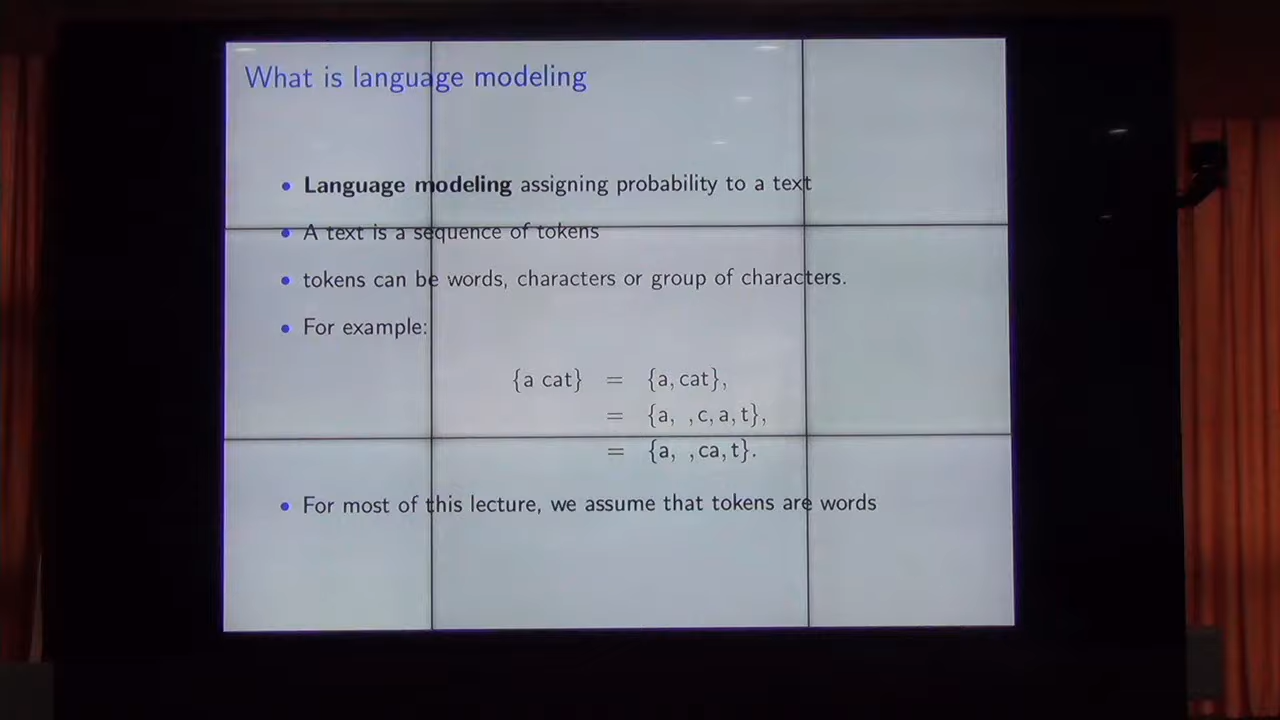 What is language modeling
• Language modeling assigning probability to a text
• A text is a sequence of tokens
• tokens can be words, characters or group of characters.
• For example:
{a cat} = {a, cat},
= {a, ,c, a, t},
= {a, ,ca, t}.
• For most of this lecture, we assume that tokens are words